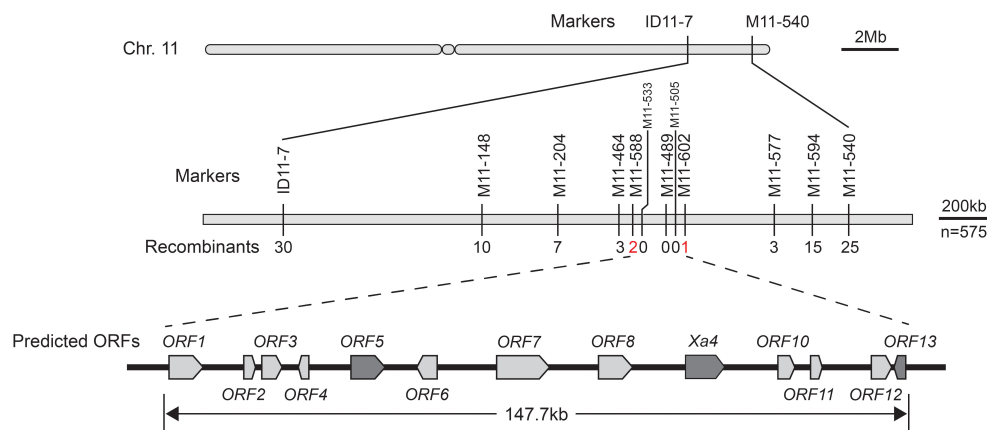 Markers ID11-7 M11-540
Chr. 11
2Mb
M11-533 M11-505
Markers ID11-7 M11-148 M11-204 M11-464 M11-588 M11-489 M11-602 M11-577 M11-594 M11-540
200kb
n=575
Recombinants 30 10 7 3 2 0 0 0 1 3 15 25
Predicted ORFs ORF1 ORF3 ORF5 ORF7 ORF8 Xa4 ORF10 ORF13
ORF2 ORF4 ORF6 ORF11 ORF12
147.7kb